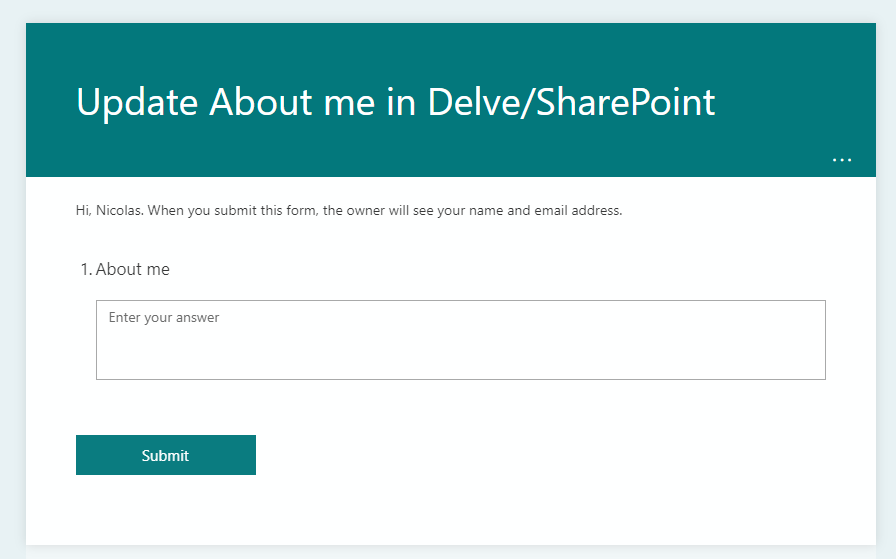 Update About me in Delve/SharePoint
...
Hi, Nicolas. When you submit this form, the owner will see your name and email address.
1. About me
Enter your answer
Submit